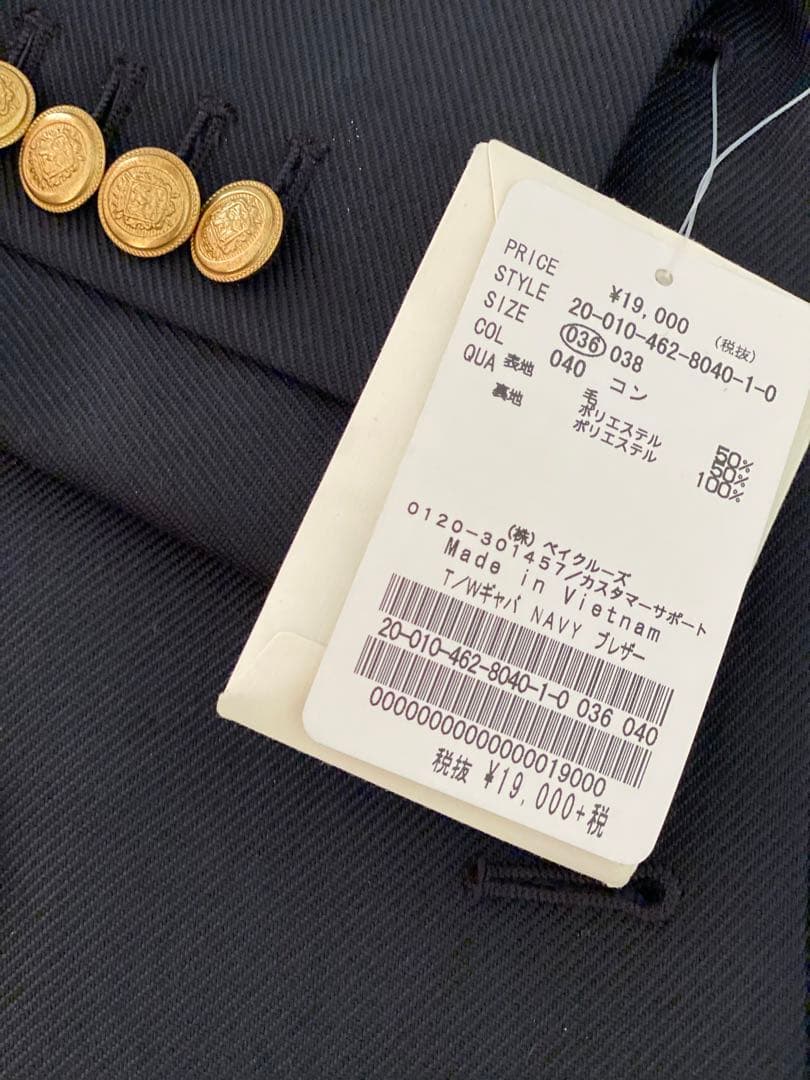 PRICE ¥19,000 (税抜)
STYLE 20-010-462-8040-1-0
SIZE 036 038
COL 040 コン
QUA 表地 毛 50%
ポリエステル 50%
裏地 ポリエステル 100%
(株) ベイクルーズ
0120-301457/カスタマーサポート
Made in Vietnam
T/Wギャバ NAVY ブレザー
20-010-462-8040-1-0 036 040
00000000000000019000
税抜 ¥19,000+税